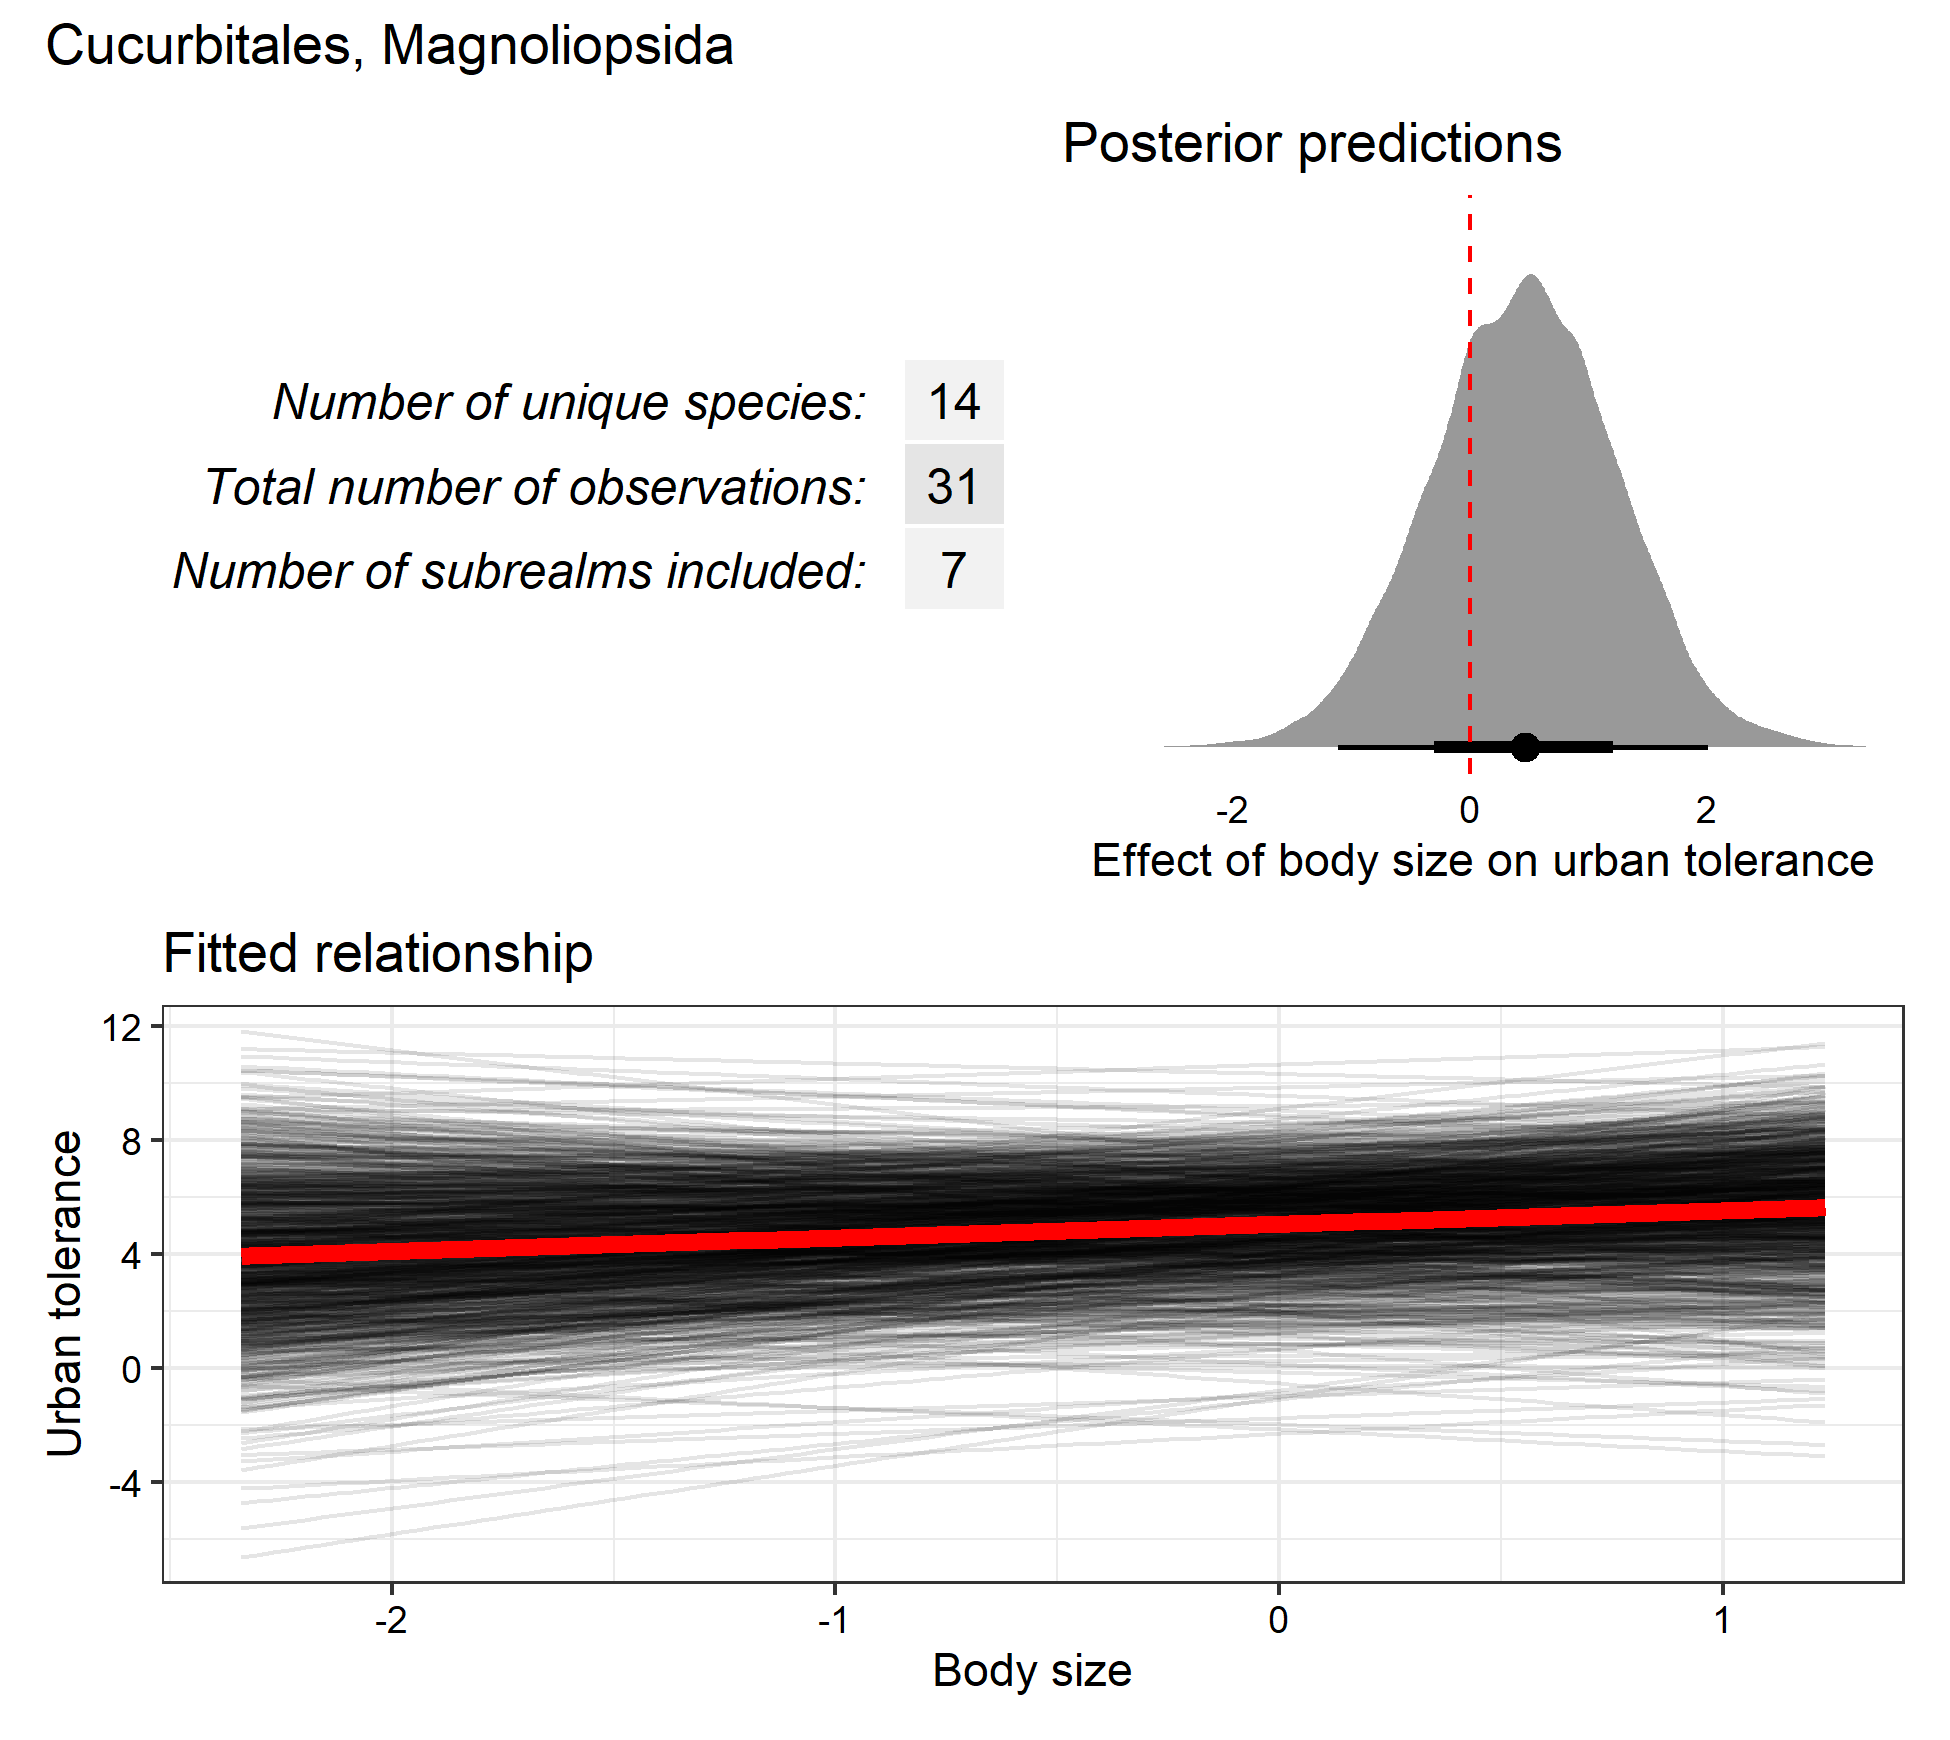 Cucurbitales, Magnoliopsida
Posterior predictions
Number of unique species: 14
Total number of observations: 31
Number of subrealms included: 7
-2 0 2
Effect of body size on urban tolerance
Fitted relationship
12
8
4
0
-4
Urban tolerance
-2 -1 0 1
Body size